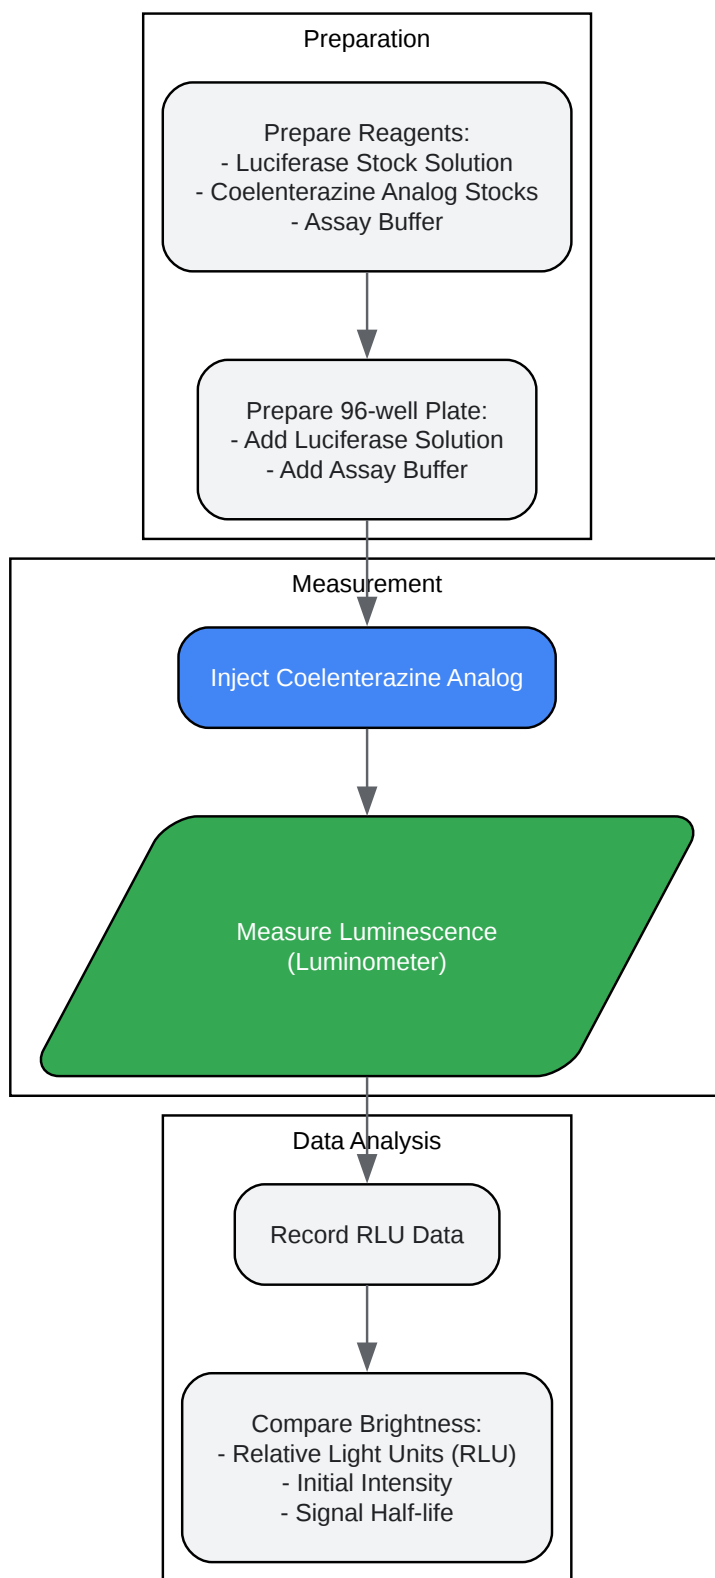 Preparation
Prepare Reagents:
- Luciferase Stock Solution
- Coelenterazine Analog Stocks
- Assay Buffer
Prepare 96-well Plate:
- Add Luciferase Solution
- Add Assay Buffer
Measurement
Inject Coelenterazine Analog
Measure Luminescence
(Luminometer)
Data Analysis
Record RLU Data
Compare Brightness:
- Relative Light Units (RLU)
- Initial Intensity
- Signal Half-life